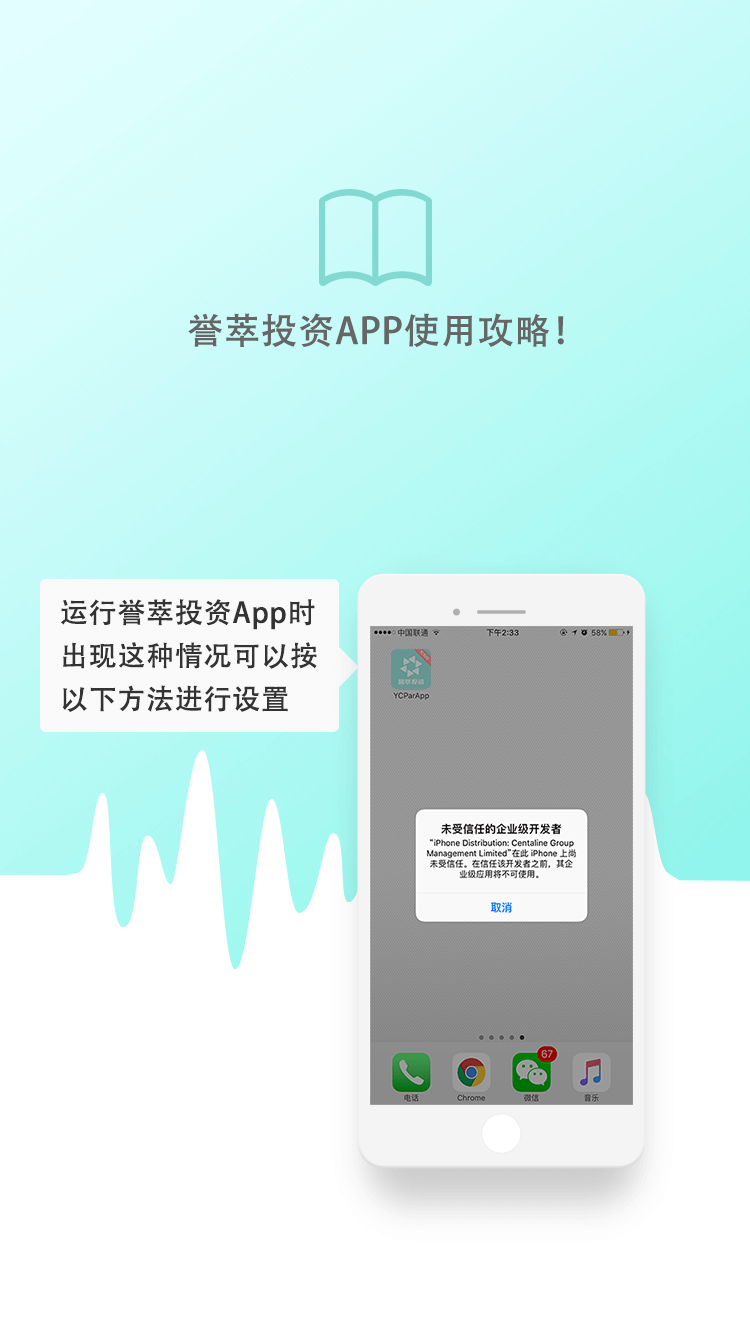 誉萃投资APP使用攻略！
运行誉萃投资App时
出现这种情况可以按
以下方法进行设置
中国联通
下午2:33
58%
誉萃投资
YCParApp
未受信任的企业级开发者
“iPhone Distribution: Centaline Group
Management Limited”在此 iPhone 上尚
未受信任。在信任该开发者之前，其企
业级应用将不可使用。
取消
67
电话
Chrome
微信
音乐